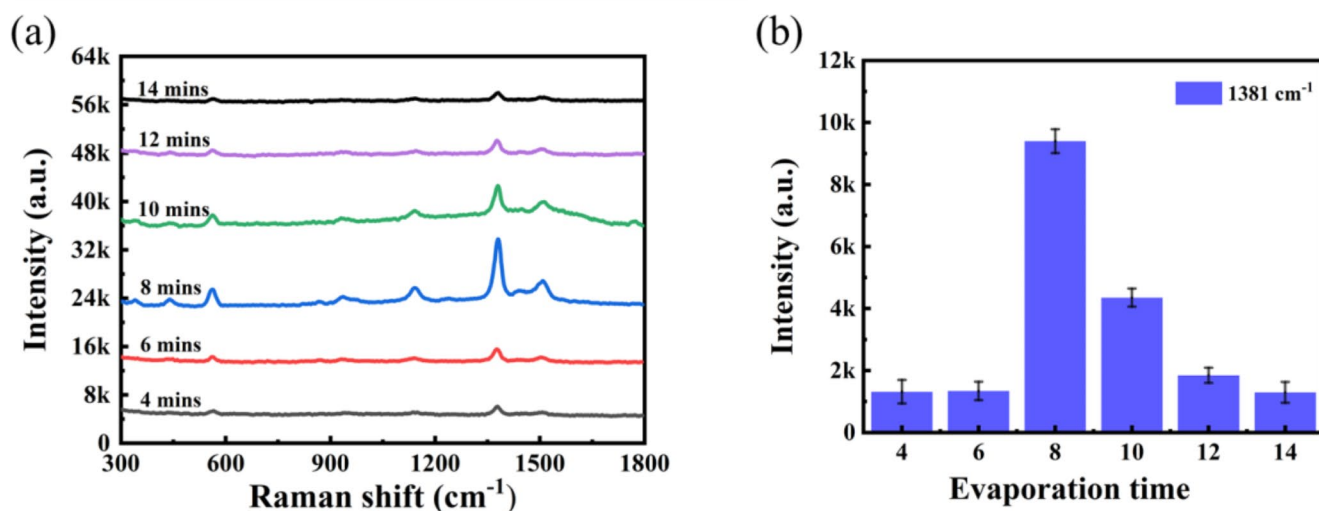 (a)
64k
56k
48k
40k
32k
24k
16k
8k
0
Intensity (a.u.)
14 mins
12 mins
10 mins
8 mins
6 mins
4 mins
300 600 900 1200 1500 1800
Raman shift (cm⁻¹)
(b)
12k
10k
8k
6k
4k
2k
0
Intensity (a.u.)
1381 cm⁻¹
4 6 8 10 12 14
Evaporation time